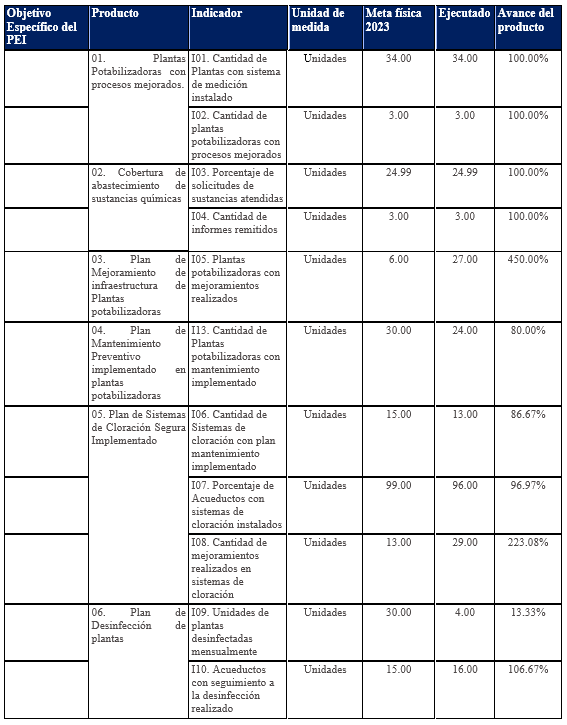 Objetivo Específico del PEI | Producto | Indicador | Unidad de medida | Meta física 2023 | Ejecutado | Avance del producto
01. Plantas Potabilizadoras con procesos mejorados. | I01. Cantidad de Plantas con sistema de medición instalado | Unidades | 34.00 | 34.00 | 100.00%
I02. Cantidad de plantas potabilizadoras con procesos mejorados | Unidades | 3.00 | 3.00 | 100.00%
02. Cobertura de abastecimiento de sustancias químicas | I03. Porcentaje de solicitudes de sustancias atendidas | Unidades | 24.99 | 24.99 | 100.00%
I04. Cantidad de informes remitidos | Unidades | 3.00 | 3.00 | 100.00%
03. Plan de Mejoramiento de infraestructura de Plantas potabilizadoras | I05. Plantas potabilizadoras con mejoramientos realizados | Unidades | 6.00 | 27.00 | 450.00%
04. Plan de Mantenimiento Preventivo implementado en plantas potabilizadoras | I13. Cantidad de Plantas potabilizadoras con mantenimiento implementado | Unidades | 30.00 | 24.00 | 80.00%
05. Plan de Sistemas de Cloración Segura Implementado | I06. Cantidad de Sistemas de cloración con plan mantenimiento implementado | Unidades | 15.00 | 13.00 | 86.67%
I07. Porcentaje de Acueductos con sistemas de cloración instalados | Unidades | 99.00 | 96.00 | 96.97%
I08. Cantidad de mejoramientos realizados en sistemas de cloración | Unidades | 13.00 | 29.00 | 223.08%
06. Plan de Desinfección de plantas | I09. Unidades de plantas desinfectadas mensualmente | Unidades | 30.00 | 4.00 | 13.33%
I10. Acueductos con seguimiento a la desinfección realizado | Unidades | 15.00 | 16.00 | 106.67%